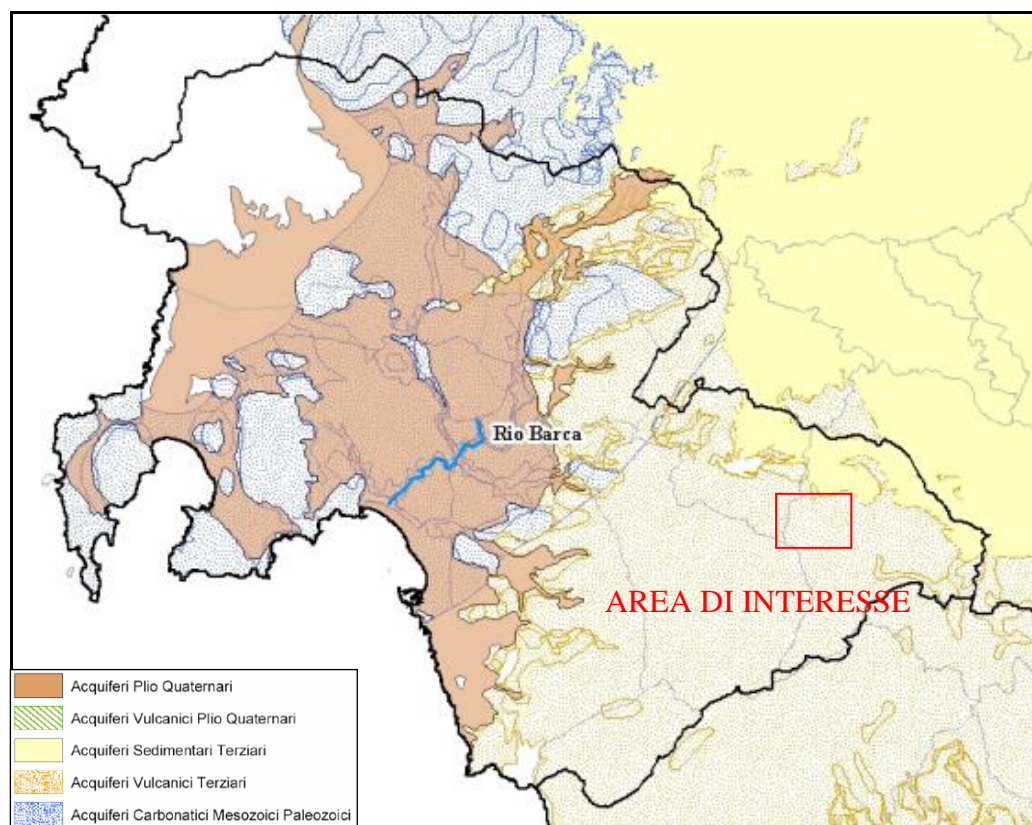 Rio Barca
AREA DI INTERESSE
Acquiferi Plio Quaternari
Acquiferi Vulcanici Plio Quaternari
Acquiferi Sedimentari Terziari
Acquiferi Vulcanici Terziari
Acquiferi Carbonatici Mesozoici Paleozoici